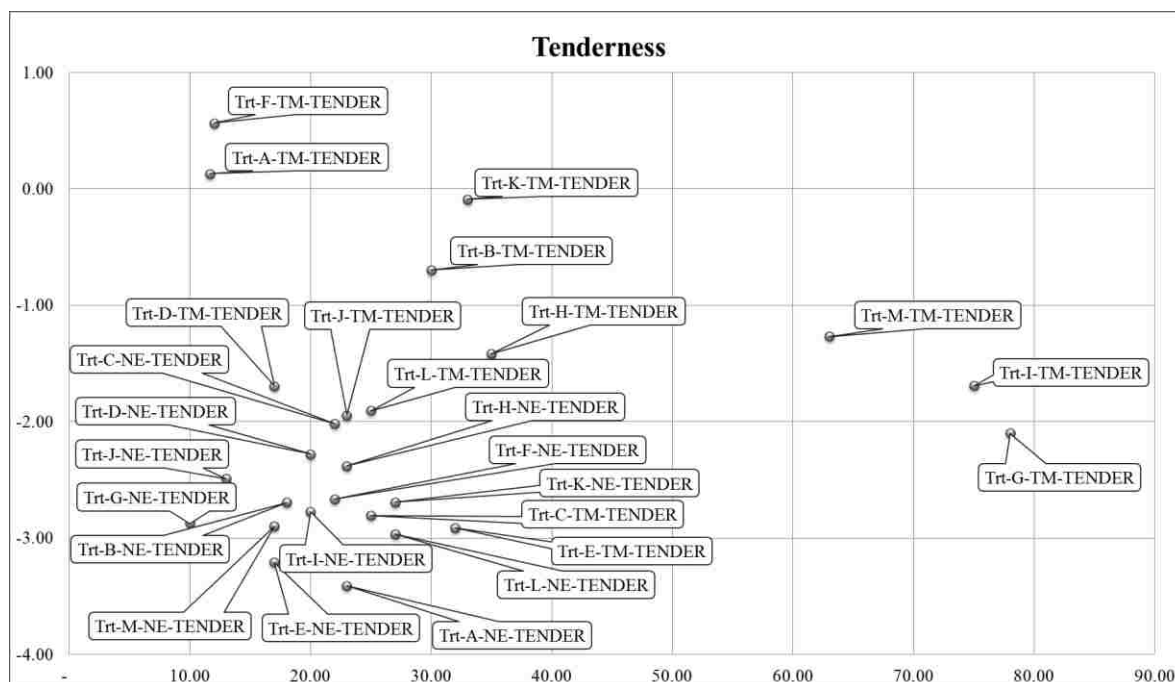 Tenderness
1.00
Trt-F-TM-TENDER
Trt-A-TM-TENDER
0.00
Trt-K-TM-TENDER
Trt-B-TM-TENDER
-1.00
Trt-D-TM-TENDER
Trt-J-TM-TENDER
Trt-H-TM-TENDER
Trt-M-TM-TENDER
Trt-C-NE-TENDER
Trt-L-TM-TENDER
Trt-I-TM-TENDER
-2.00
Trt-D-NE-TENDER
Trt-H-NE-TENDER
Trt-J-NE-TENDER
Trt-F-NE-TENDER
Trt-G-TM-TENDER
Trt-K-NE-TENDER
Trt-G-NE-TENDER
Trt-C-TM-TENDER
-3.00
Trt-B-NE-TENDER
Trt-I-NE-TENDER
Trt-E-TM-TENDER
Trt-L-NE-TENDER
Trt-M-NE-TENDER
Trt-E-NE-TENDER
Trt-A-NE-TENDER
-4.00
- 10.00 20.00 30.00 40.00 50.00 60.00 70.00 80.00 90.00